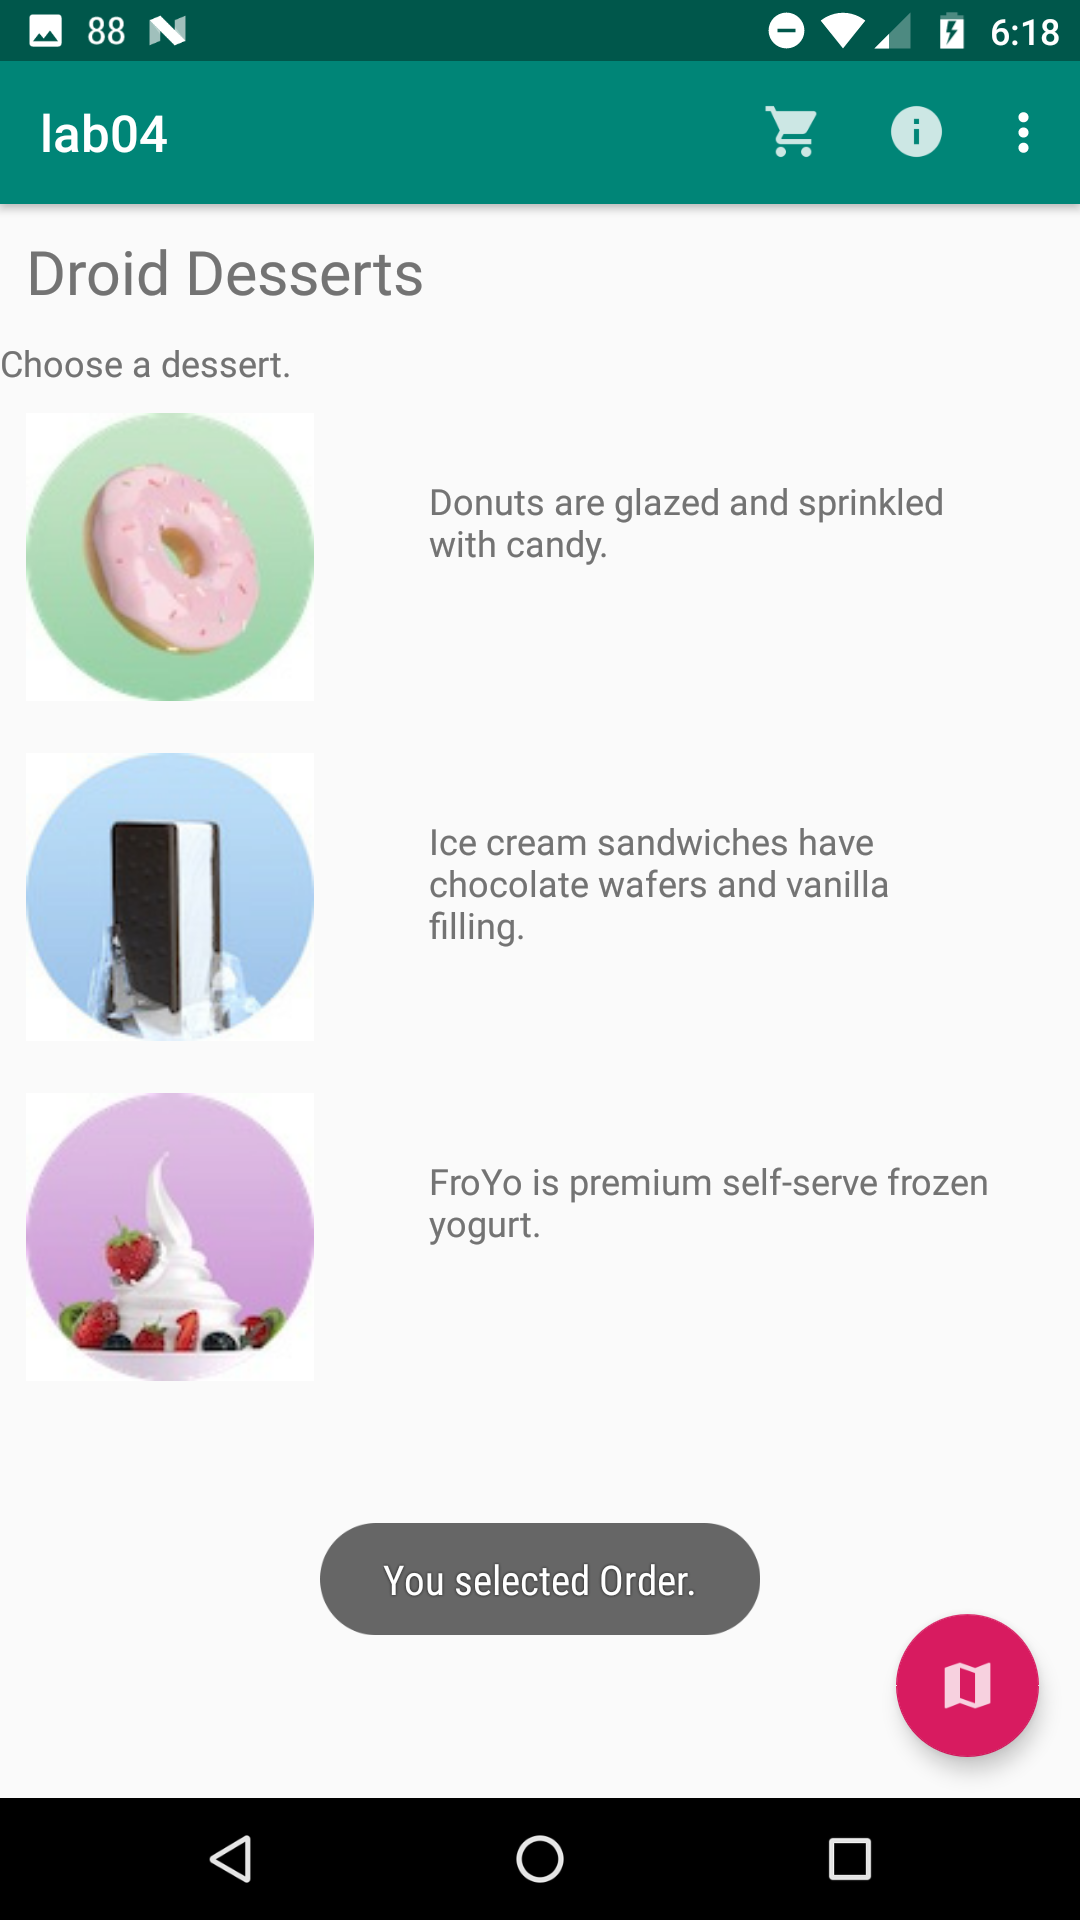 88 6:18
lab04
Droid Desserts
Choose a dessert.
Donuts are glazed and sprinkled
with candy.
Ice cream sandwiches have
chocolate wafers and vanilla
filling.
FroYo is premium self-serve frozen
yogurt.
You selected Order.